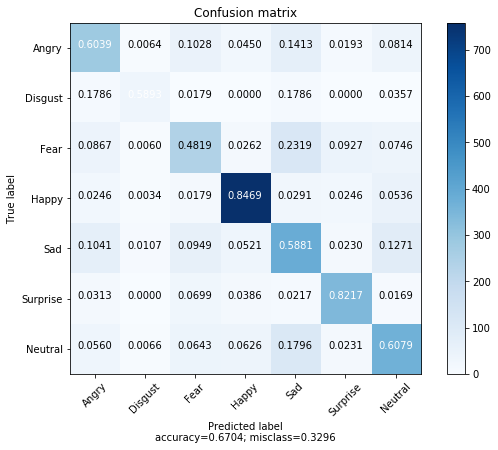 Confusion matrix
Angry 0.6039 0.0064 0.1028 0.0450 0.1413 0.0193 0.0814
Disgust 0.1786 0.5893 0.0179 0.0000 0.1786 0.0000 0.0357
Fear 0.0867 0.0060 0.4819 0.0262 0.2319 0.0927 0.0746
Happy 0.0246 0.0034 0.0179 0.8469 0.0291 0.0246 0.0536
Sad 0.1041 0.0107 0.0949 0.0521 0.5881 0.0230 0.1271
Surprise 0.0313 0.0000 0.0699 0.0386 0.0217 0.8217 0.0169
Neutral 0.0560 0.0066 0.0643 0.0626 0.1796 0.0231 0.6079
True label
Angry Disgust Fear Happy Sad Surprise Neutral
Predicted label
accuracy=0.6704; misclass=0.3296
700
600
500
400
300
200
100
0